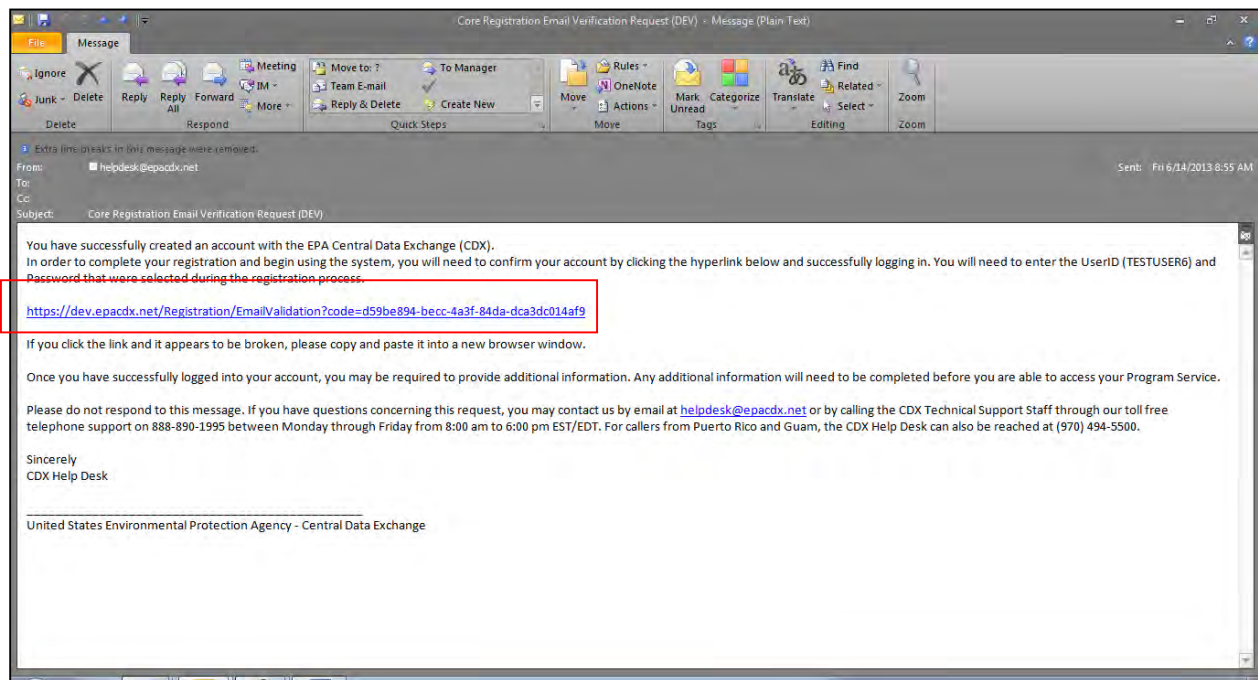 Core Registration Email Verification Request (DEV) - Message (Plain Text)
File Message
Ignore
Junk Delete
Delete
Reply Reply All Forward
Meeting
IM
More
Respond
Move to: ? To Manager
Team E-mail
Reply & Delete Create New
Quick Steps
Move
Rules
OneNote
Actions
Move
Mark Unread Categorize
Tags
Translate
Find
Related
Select
Editing
Zoom
Zoom
Extra line breaks in this message were removed.
From: helpdesk@epacdx.net Sent: Fri 6/14/2013 8:55 AM
To:
Cc:
Subject: Core Registration Email Verification Request (DEV)
You have successfully created an account with the EPA Central Data Exchange (CDX).
In order to complete your registration and begin using the system, you will need to confirm your account by clicking the hyperlink below and successfully logging in. You will need to enter the UserID (TESTUSER6) and
Password that were selected during the registration process.
https://dev.epacdx.net/Registration/EmailValidation?code=d59be894-becc-4a3f-84da-dca3dc014af9
If you click the link and it appears to be broken, please copy and paste it into a new browser window.
Once you have successfully logged into your account, you may be required to provide additional information. Any additional information will need to be completed before you are able to access your Program Service.
Please do not respond to this message. If you have questions concerning this request, you may contact us by email at helpdesk@epacdx.net or by calling the CDX Technical Support Staff through our toll free
telephone support on 888-890-1995 between Monday through Friday from 8:00 am to 6:00 pm EST/EDT. For callers from Puerto Rico and Guam, the CDX Help Desk can also be reached at (970) 494-5500.
Sincerely
CDX Help Desk
United States Environmental Protection Agency - Central Data Exchange